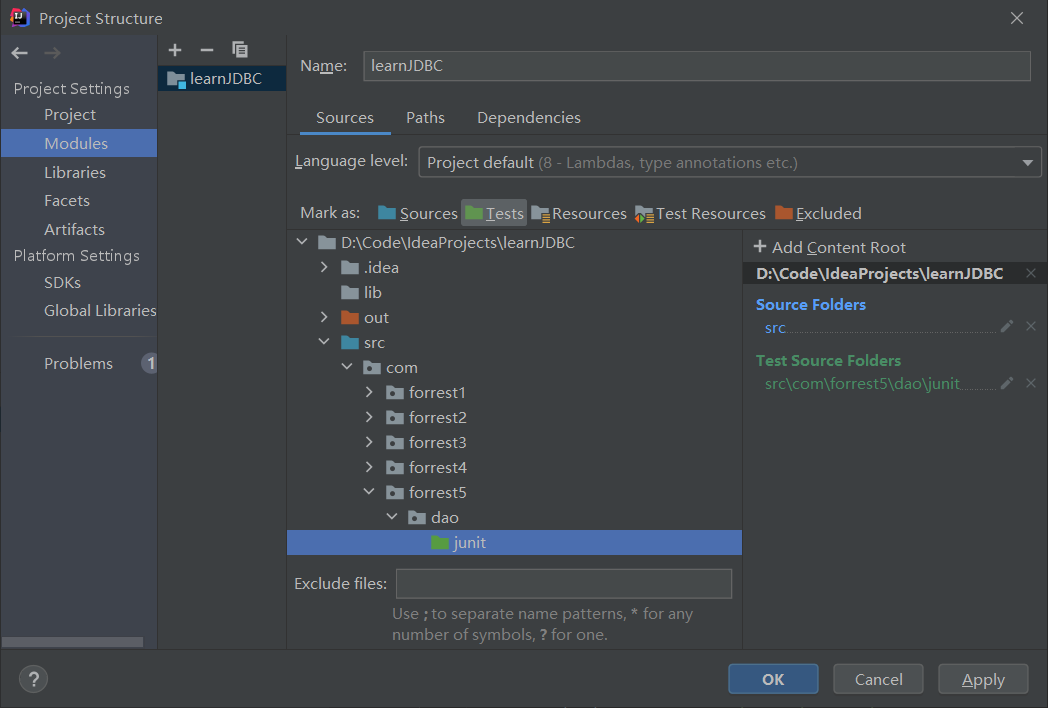 Project Structure
Project Settings
Project
Modules
Libraries
Facets
Artifacts
Platform Settings
SDKs
Global Libraries
Problems 1
learnJDBC
Name: learnJDBC
Sources Paths Dependencies
Language level: Project default (8 - Lambdas, type annotations etc.)
Mark as: Sources Tests Resources Test Resources Excluded
D:\Code\IdeaProjects\learnJDBC
.idea
lib
out
src
com
forrest1
forrest2
forrest3
forrest4
forrest5
dao
junit
Exclude files:
Use ; to separate name patterns, * for any
number of symbols, ? for one.
+ Add Content Root
D:\Code\IdeaProjects\learnJDBC
Source Folders
src
Test Source Folders
src\com\forrest5\dao\junit
? OK Cancel Apply